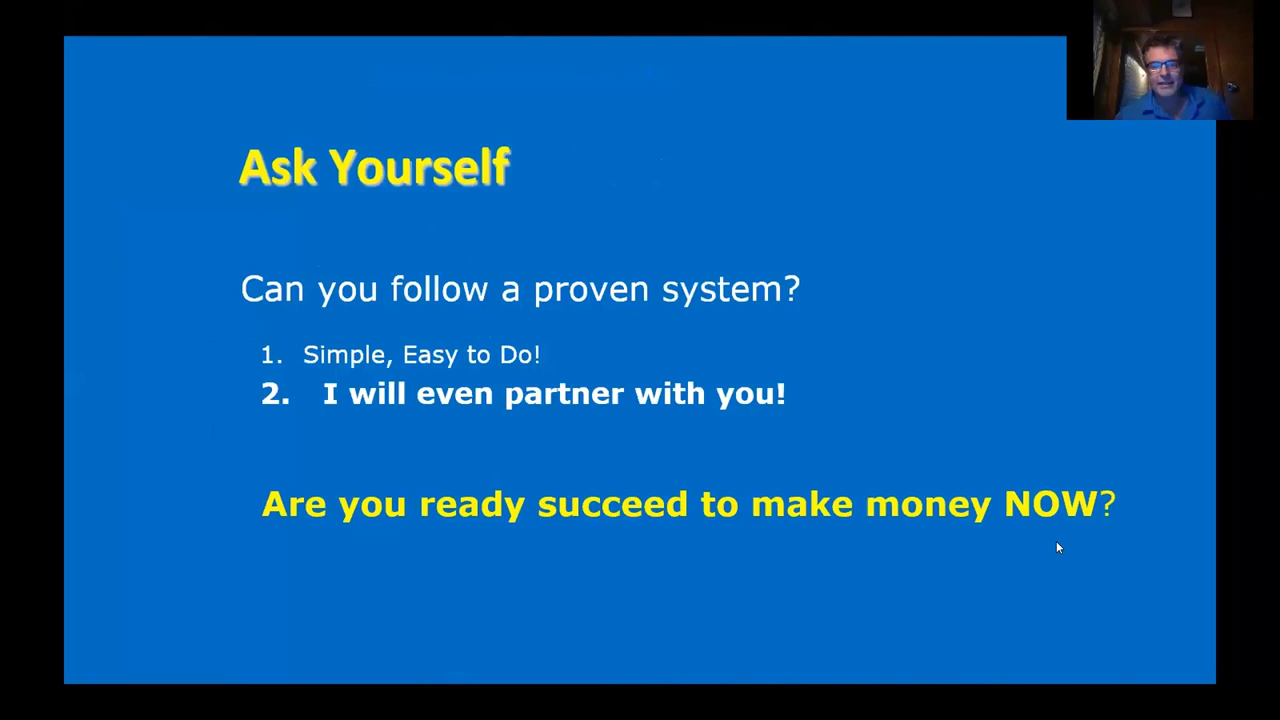 Ask Yourself
Can you follow a proven system?
1. Simple, Easy to Do!
2. I will even partner with you!
Are you ready succeed to make money NOW?